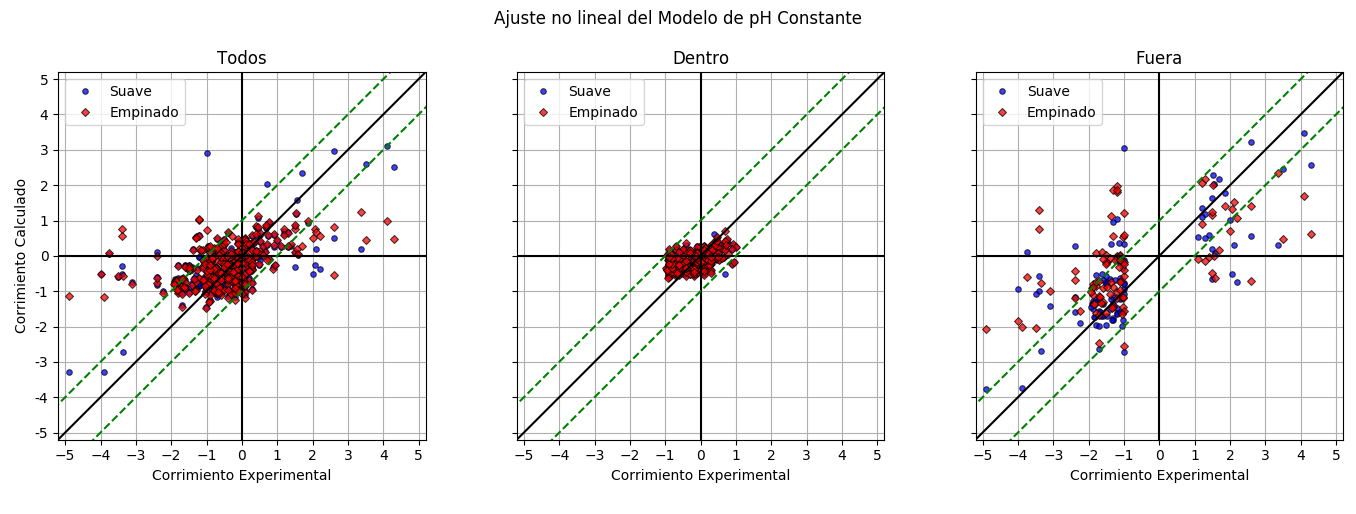 Ajuste no lineal del Modelo de pH Constante
Todos
Suave
Empinado
5
4
3
2
1
0
-1
-2
-3
-4
-5
Corrimiento Calculado
−5 −4 −3 −2 −1 0 1 2 3 4 5
Corrimiento Experimental
Dentro
Suave
Empinado
−5 −4 −3 −2 −1 0 1 2 3 4 5
Corrimiento Experimental
Fuera
Suave
Empinado
−5 −4 −3 −2 −1 0 1 2 3 4 5
Corrimiento Experimental